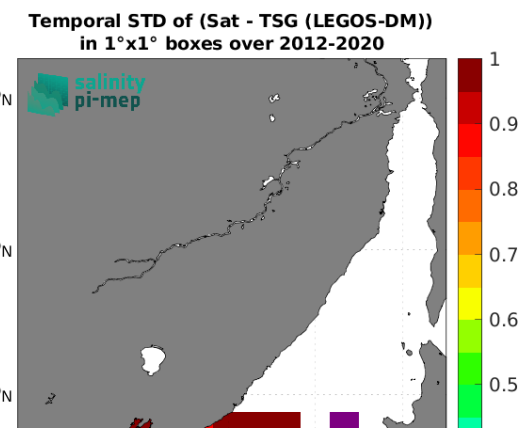 Temporal STD of (Sat - TSG (LEGOS-DM))
in 1°x1° boxes over 2012-2020
salinity
pi-mep
1
°N
0.9
0.8
0.7
°N
0.6
0.5
°N